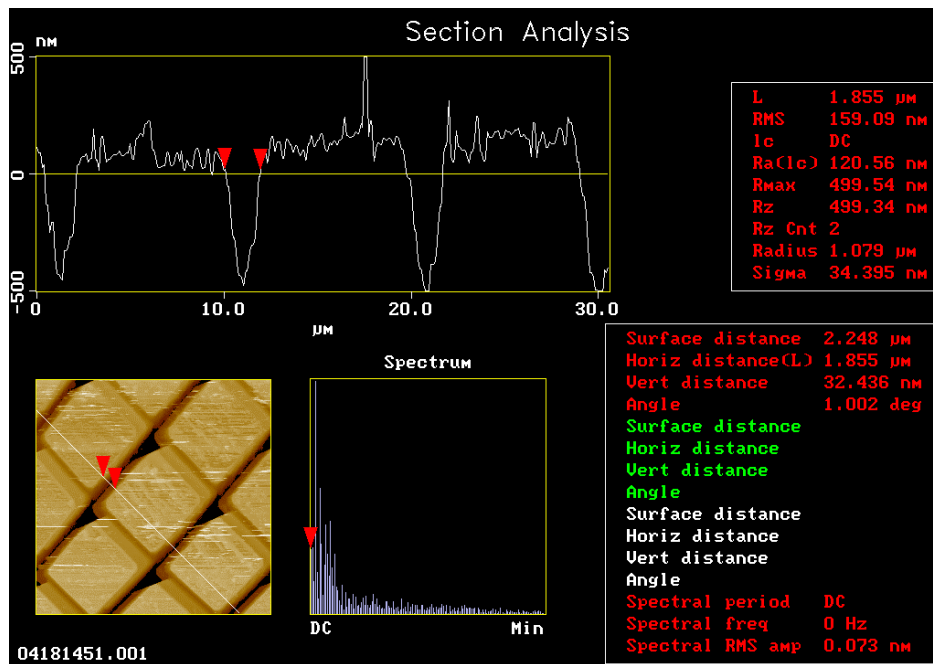 Section Analysis
nm
500
0
-500
0
10.0
20.0
30.0
µm
L 1.855 µm
RMS 159.09 nm
lc DC
Ra(lc) 120.56 nm
Rmax 499.54 nm
Rz 499.34 nm
Rz Cnt 2
Radius 1.079 µm
Sigma 34.395 nm
Surface distance 2.248 µm
Horiz distance(L) 1.855 µm
Vert distance 32.436 nm
Angle 1.002 deg
Surface distance
Horiz distance
Vert distance
Angle
Surface distance
Horiz distance
Vert distance
Angle
Spectral period DC
Spectral freq 0 Hz
Spectral RMS amp 0.073 nm
Spectrum
DC Min
04181451.001